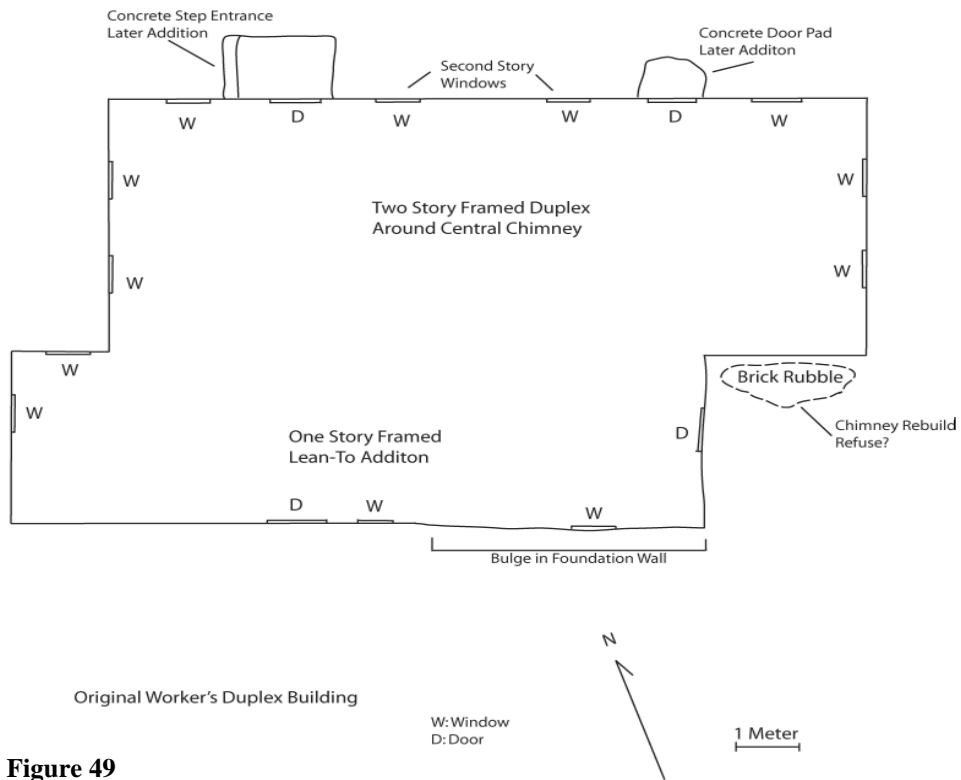 Concrete Step Entrance
Later Addition
Concrete Door Pad
Later Additon
Second Story
Windows
W
D
W
W
D
W
W
W
Two Story Framed Duplex
Around Central Chimney
W
W
W
Brick Rubble
W
Chimney Rebuild
Refuse?
One Story Framed
Lean-To Additon
D
D
W
W
Bulge in Foundation Wall
N
Original Worker's Duplex Building
W: Window
D: Door
1 Meter
Figure 49